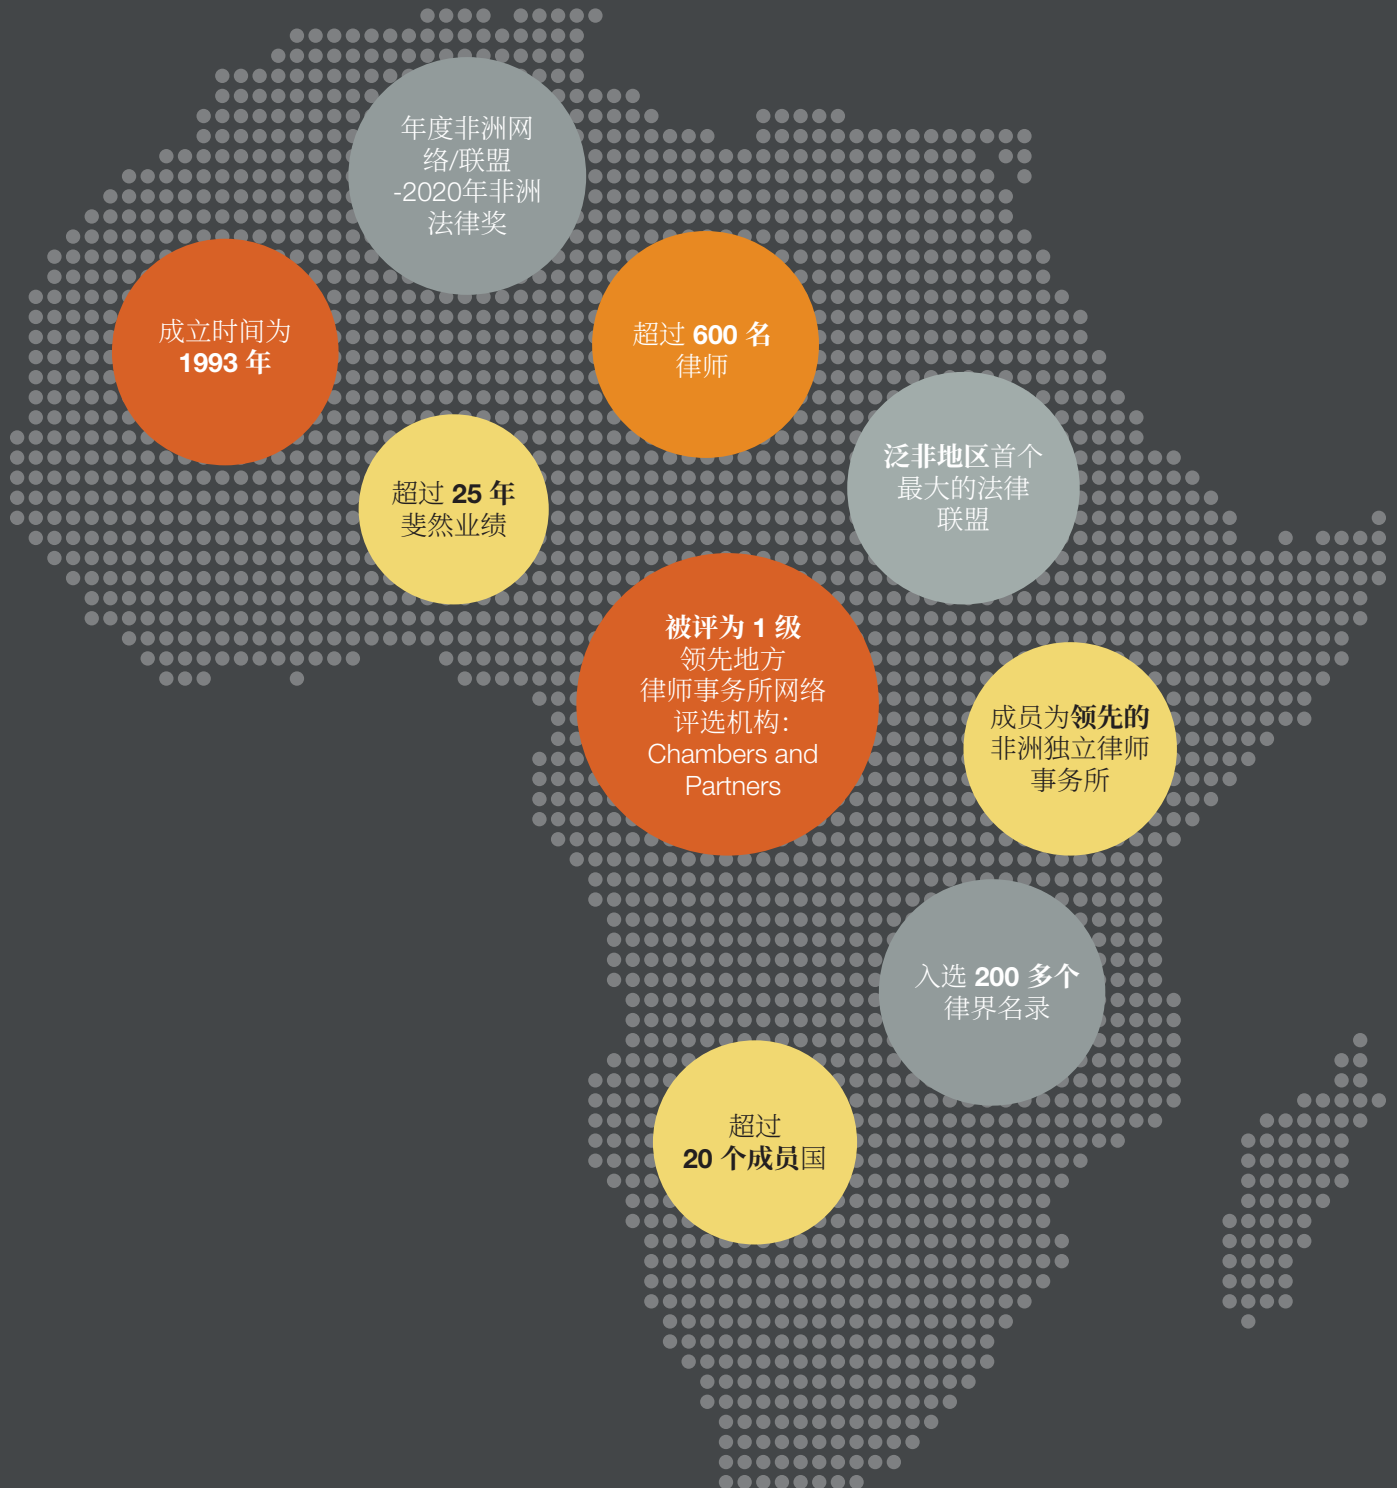 年度非洲网
络/联盟
-2020年非洲
法律奖
成立时间为
1993 年
超过 600 名
律师
超过 25 年
斐然业绩
泛非地区首个
最大的法律
联盟
被评为 1 级
领先地方
律师事务所网络
评选机构：
Chambers and
Partners
成员为领先的
非洲独立律师
事务所
入选 200 多个
律界名录
超过
20 个成员国